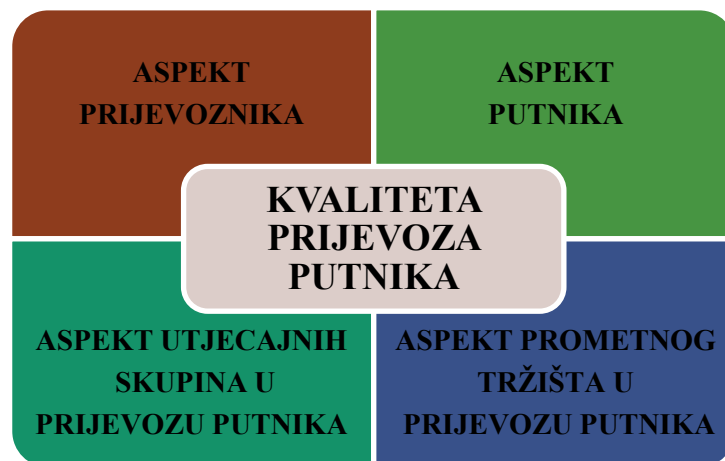 ASPEKT
PRIJEVOZNIKA
ASPEKT
PUTNIKA
KVALITETA
PRIJEVOZA
PUTNIKA
ASPEKT UTJECAJNIH
SKUPINA U
PRIJEVOZU PUTNIKA
ASPEKT PROMETNOG
TRŽIŠTA U
PRIJEVOZU PUTNIKA